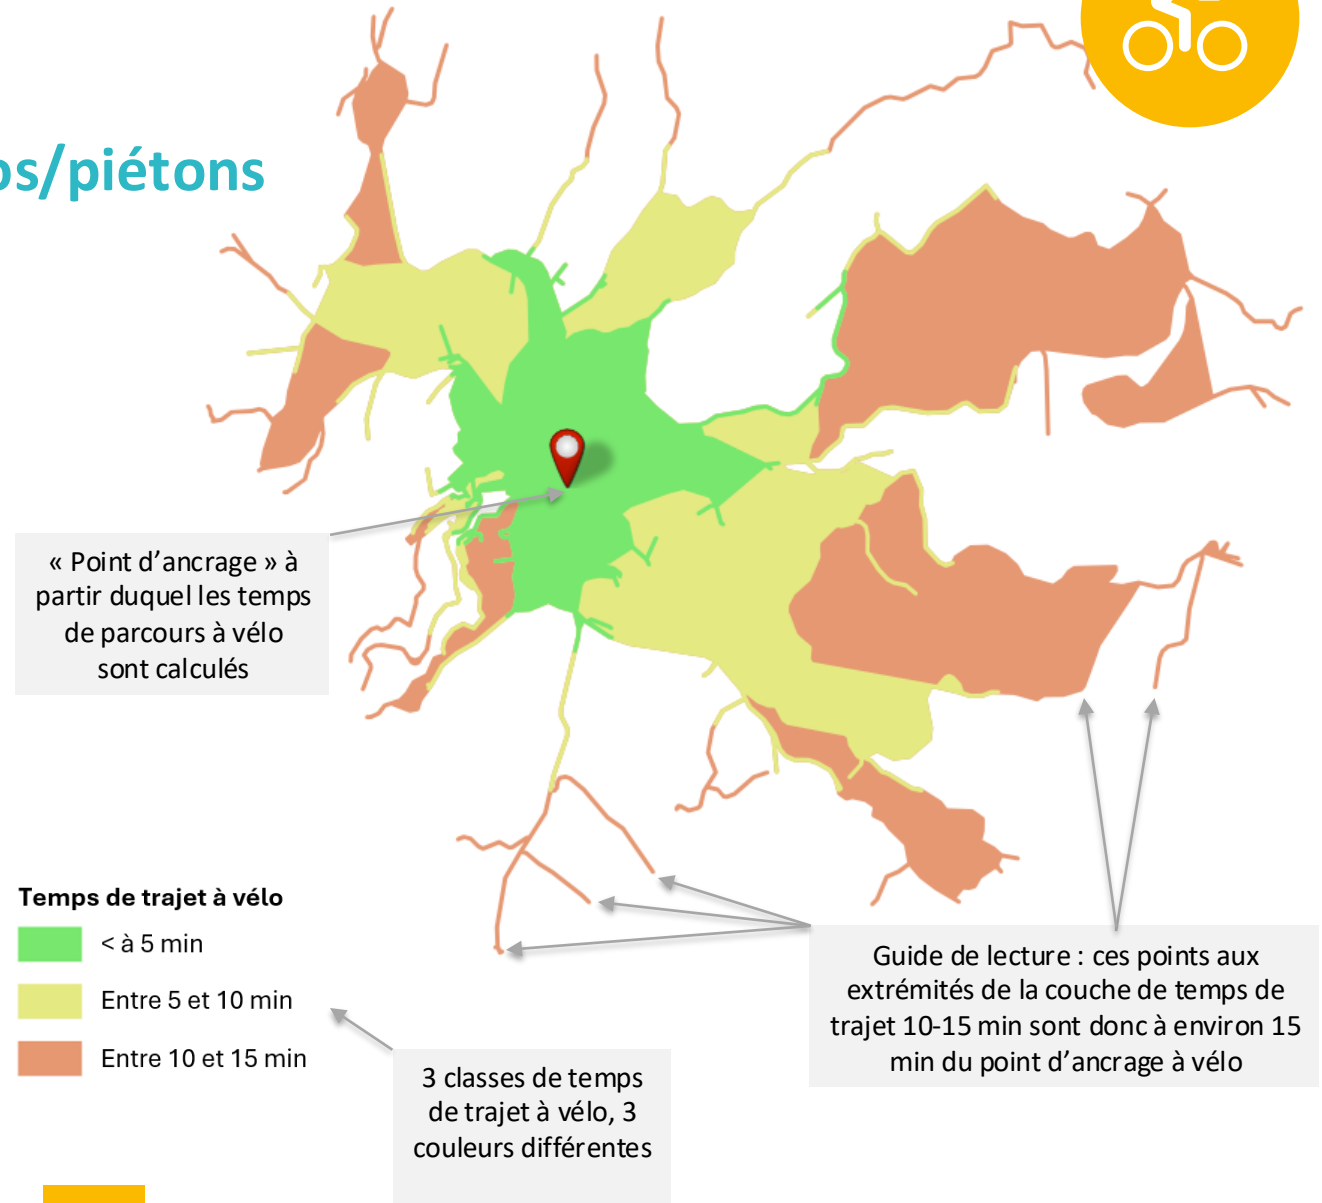 /piétons
« Point d’ancrage » à
partir duquel les temps
de parcours à vélo
sont calculés
Temps de trajet à vélo
< à 5 min
Entre 5 et 10 min
Entre 10 et 15 min
3 classes de temps
de trajet à vélo, 3
couleurs différentes
Guide de lecture : ces points aux
extrémités de la couche de temps de
trajet 10-15 min sont donc à environ 15
min du point d’ancrage à vélo